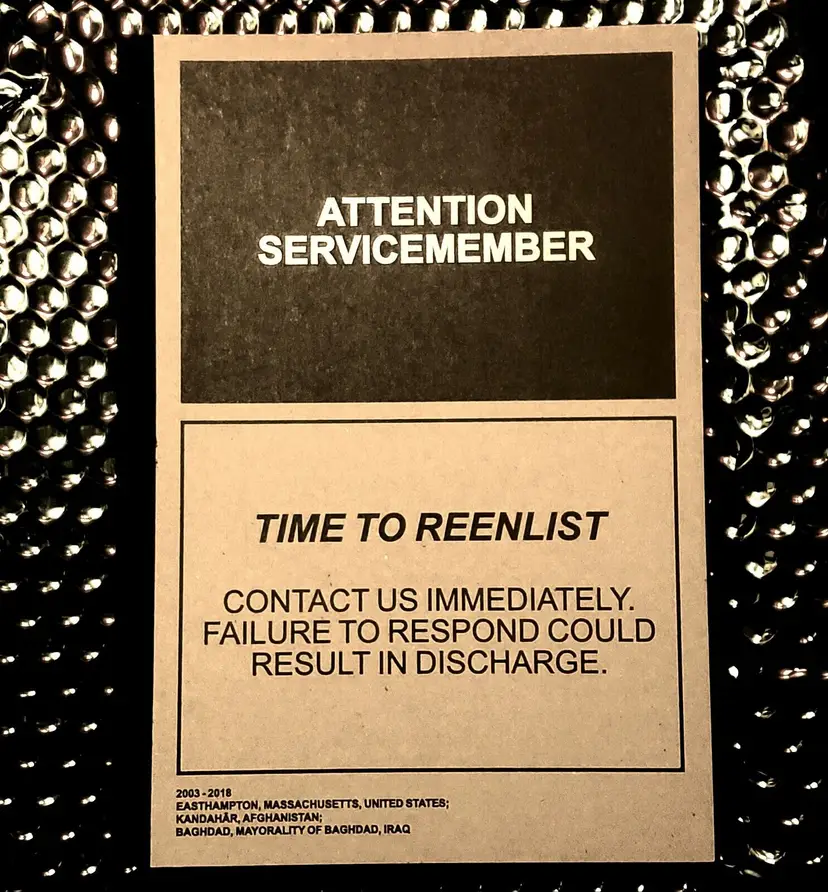 ATTENTION
SERVICEMEMBER
TIME TO REENLIST
CONTACT US IMMEDIATELY.
FAILURE TO RESPOND COULD
RESULT IN DISCHARGE.
2003 - 2018
EASTHAMPTON, MASSACHUSETTS, UNITED STATES;
KANDAHĀR, AFGHANISTAN;
BAGHDAD, MAYORALITY OF BAGHDAD, IRAQ